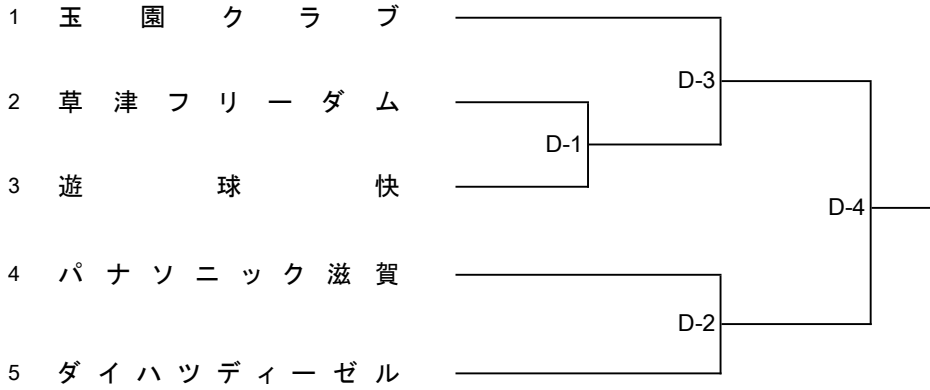 1 玉園クラブ
D-3
2 草津フリーダム
D-1
3 遊球快
D-4
4 パナソニック滋賀
D-2
5 ダイハツディーゼル